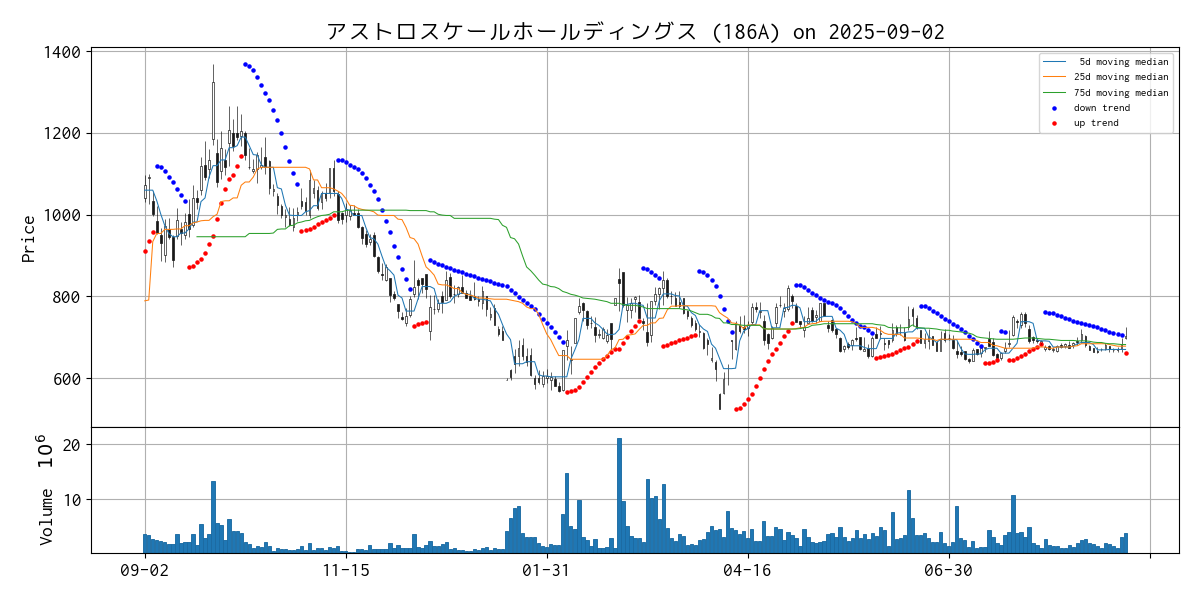 アストロスケールホールディングス (186A) on 2025-09-02
1400
1200
1000
800
600
Price
5d moving median
25d moving median
75d moving median
down trend
up trend
20
10
Volume 10^6
09-02
11-15
01-31
04-16
06-30